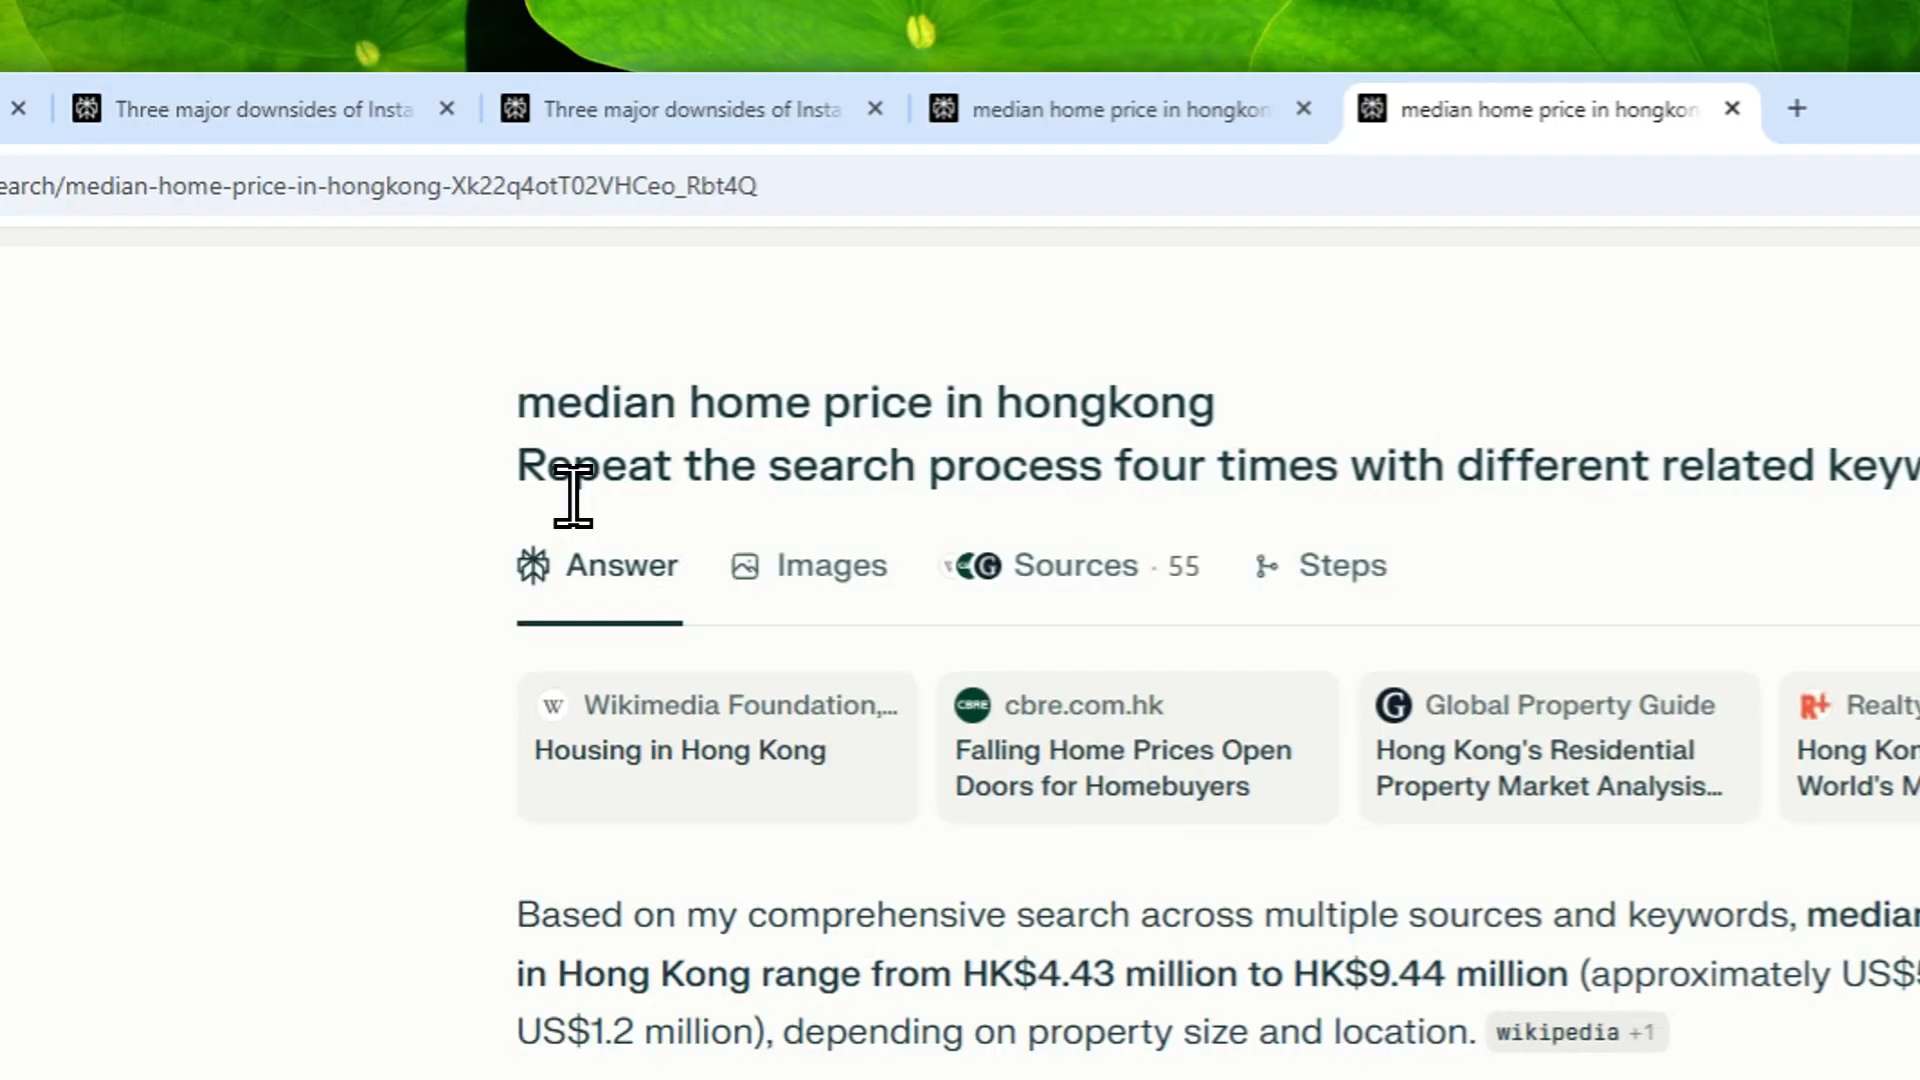 Three major downsides of Insta
Three major downsides of Insta
median home price in hongkon
median home price in hongkon
earch/median-home-price-in-hongkong-Xk22q4otT02VHCeo_Rbt4Q
median home price in hongkong
Repeat the search process four times with different related keyw
Answer Images Sources · 55 Steps
W Wikimedia Foundation,... CBRE cbre.com.hk G Global Property Guide R+ Realty
Housing in Hong Kong Falling Home Prices Open Hong Kong's Residential Hong Kon
Doors for Homebuyers Property Market Analysis... World's M
Based on my comprehensive search across multiple sources and keywords, median
in Hong Kong range from HK$4.43 million to HK$9.44 million (approximately US$5
US$1.2 million), depending on property size and location. wikipedia +1